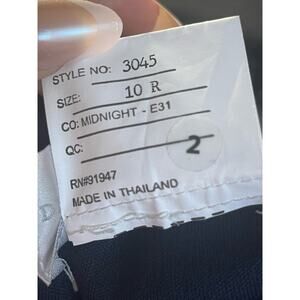 STYLE NO: 3045
SIZE: 10 R
CO: MIDNIGHT - E31
QC:
2
RN#91947
MADE IN THAILAND